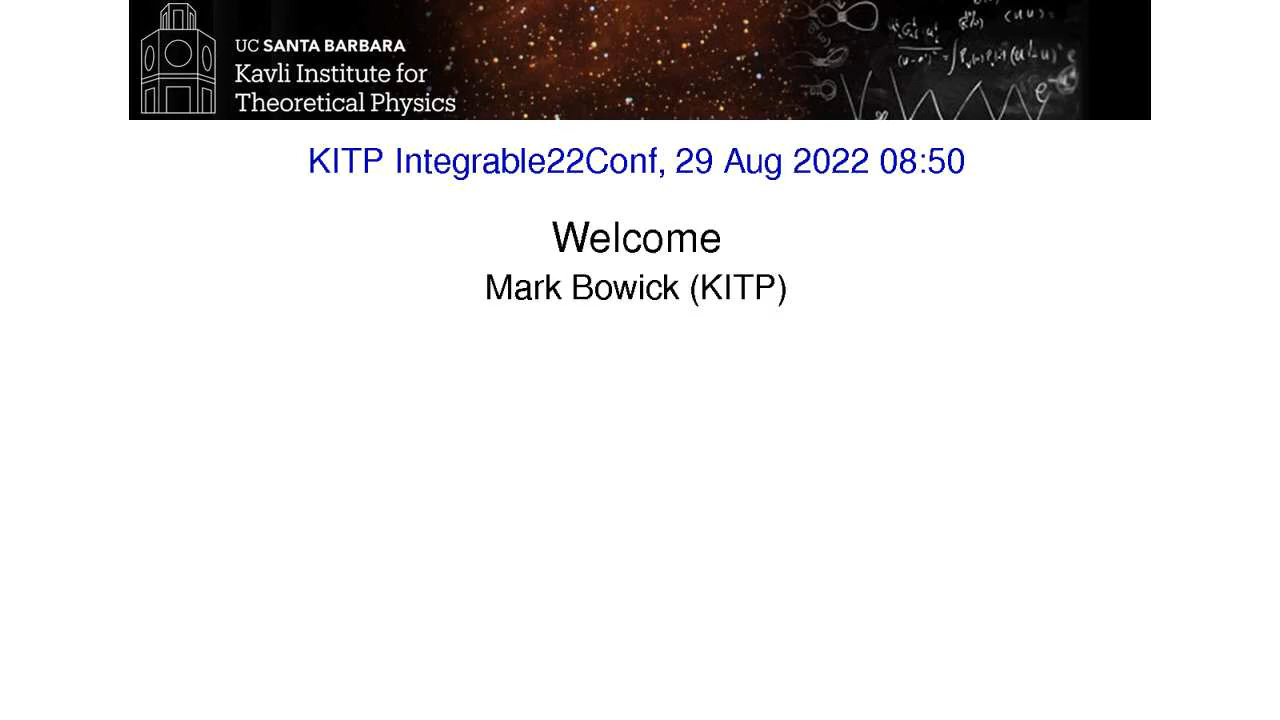 UC SANTA BARBARA
Kavli Institute for
Theoretical Physics
KITP Integrable22Conf, 29 Aug 2022 08:50
Welcome
Mark Bowick (KITP)